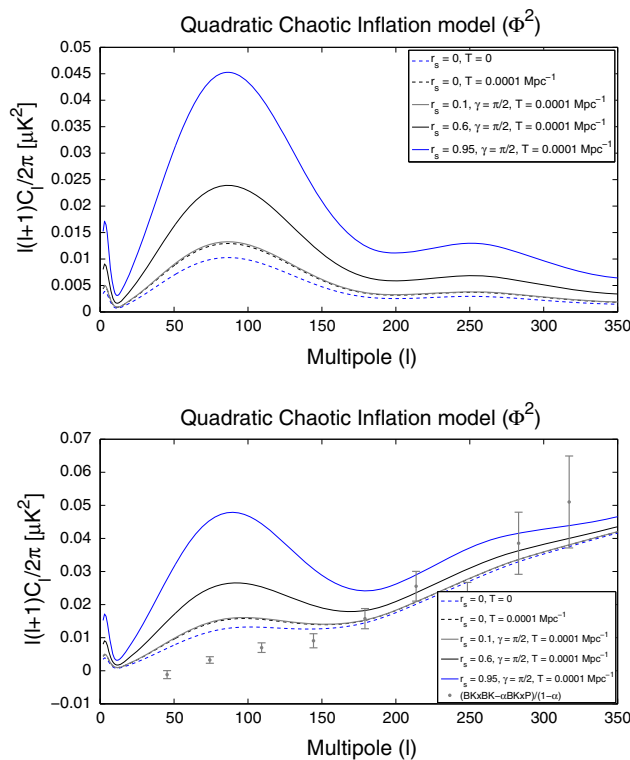 Quadratic Chaotic Inflation model (Φ²)
0.05
0.045
0.04
0.035
0.03
0.025
0.02
0.015
0.01
0.005
0
l(l+1)C_l/2π [μK²]
r_s = 0, T = 0
r_s = 0, T = 0.0001 Mpc⁻¹
r_s = 0.1, γ = π/2, T = 0.0001 Mpc⁻¹
r_s = 0.6, γ = π/2, T = 0.0001 Mpc⁻¹
r_s = 0.95, γ = π/2, T = 0.0001 Mpc⁻¹
0 50 100 150 200 250 300 350
Multipole (l)
Quadratic Chaotic Inflation model (Φ²)
0.07
0.06
0.05
0.04
0.03
0.02
0.01
0
−0.01
l(l+1)C_l/2π [μK²]
r_s = 0, T = 0
r_s = 0, T = 0.0001 Mpc⁻¹
r_s = 0.1, γ = π/2, T = 0.0001 Mpc⁻¹
r_s = 0.6, γ = π/2, T = 0.0001 Mpc⁻¹
r_s = 0.95, γ = π/2, T = 0.0001 Mpc⁻¹
(BKxBK−αBKxP)/(1−α)
0 50 100 150 200 250 300 350
Multipole (l)